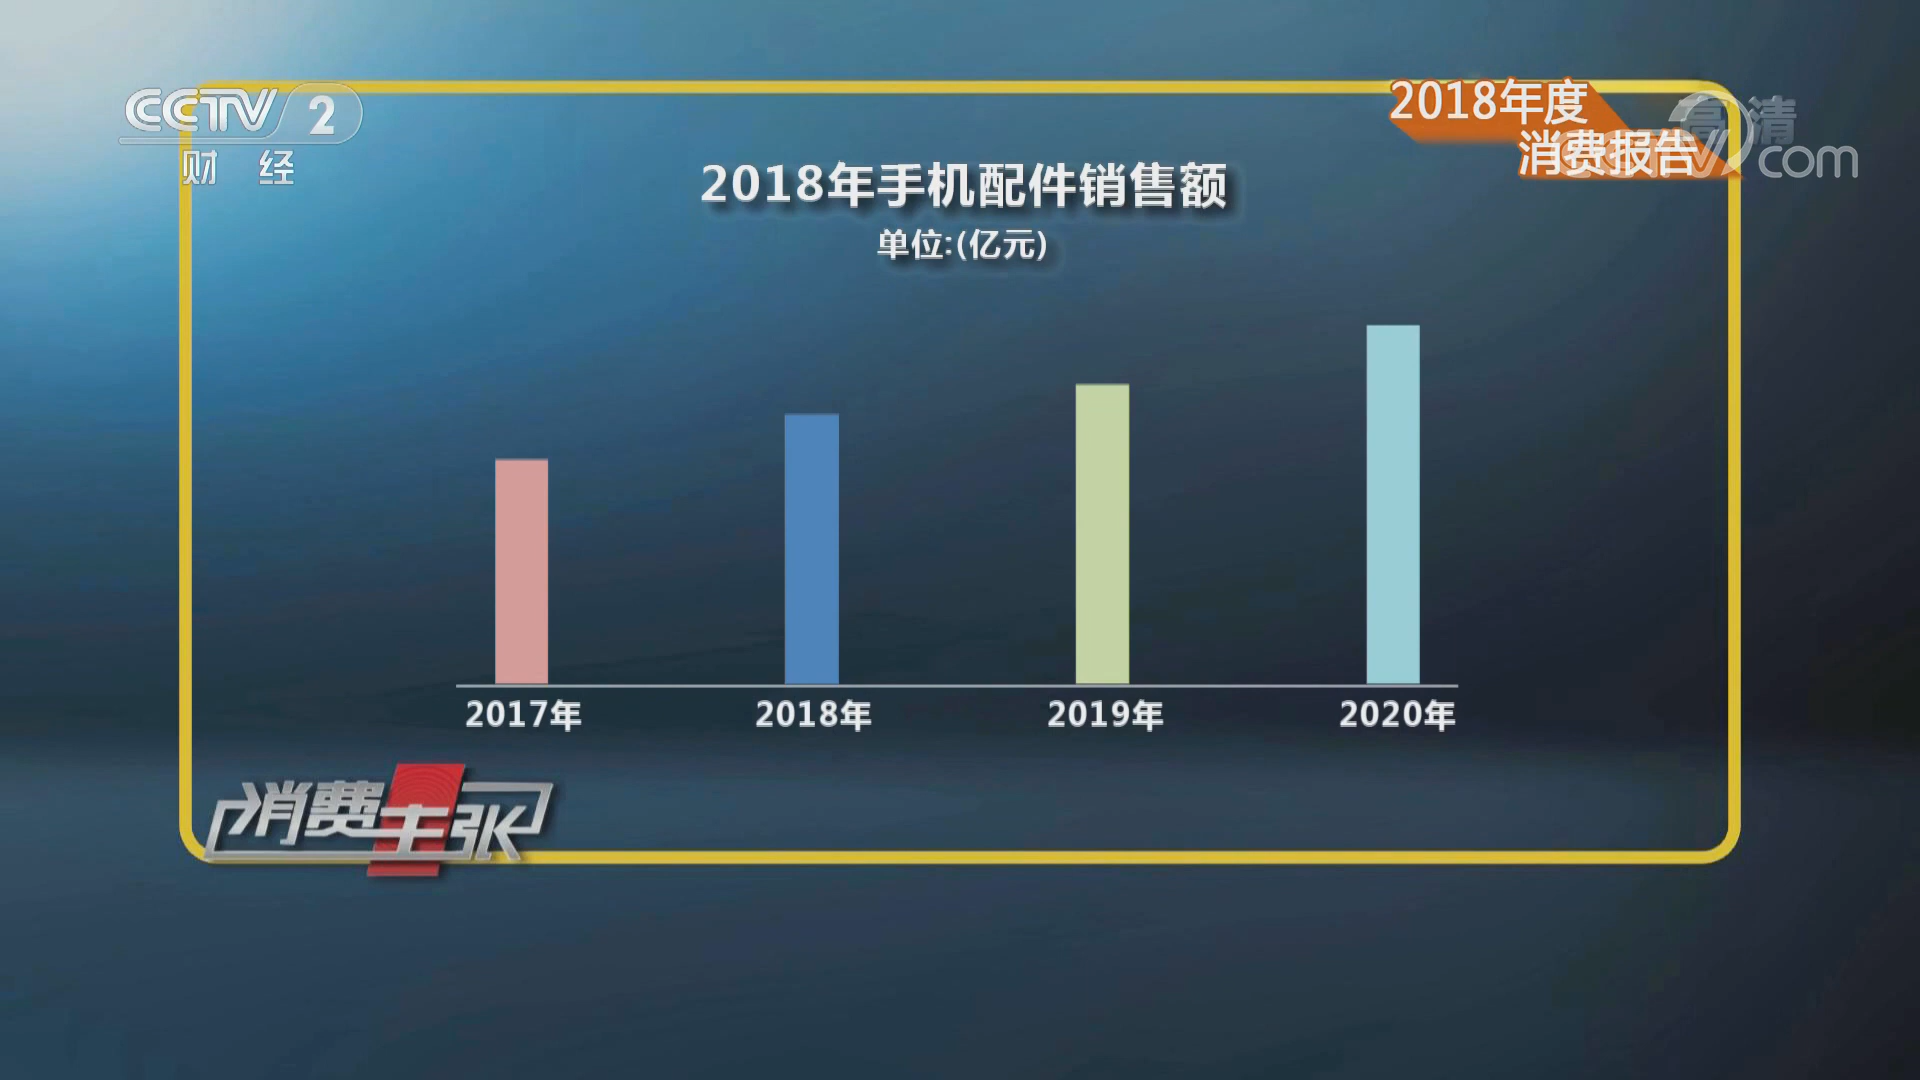 CCTV 2
财 经
2018年度
消费报告
高清
CCTV.com
2018年手机配件销售额
单位:(亿元)
2017年
2018年
2019年
2020年
消费主张